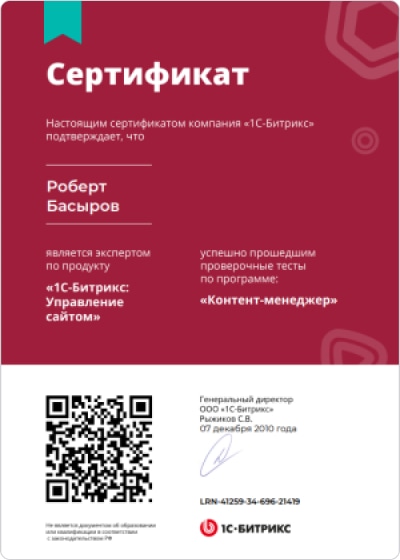 Сертификат
Настоящим сертификатом компания «1С-Битрикс»
подтверждает, что
Роберт
Басыров
является экспертом
по продукту
«1С-Битрикс:
Управление
сайтом»
успешно прошедшим
проверочные тесты
по программе:
«Контент-менеджер»
Генеральный директор
ООО «1С-Битрикс»
Рыжиков С.В.
07 декабря 2010 года
LRN-41259-34-696-21419
Не является документом об образовании
или квалификации в соответствии
с законодательством РФ
1С-БИТРИКС